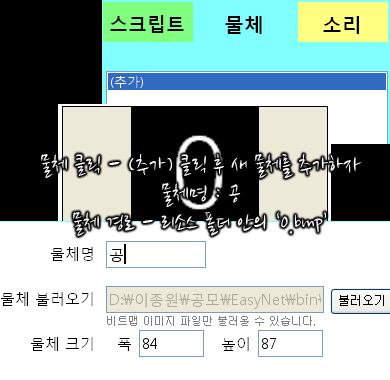 스크립트 물체 소리
(추가)
물체 클릭 - (추가) 클릭 후 새 물체를 추가하자
물체명 : 공
물체 경로 - 리소스 폴더 안의 '0.bmp'
물체명 공
물체 불러오기 D:₩이종원₩공모₩EasyNet₩bin₩ 불러오기
비트맵 이미지 파일만 불러올 수 있습니다.
물체 크기 폭 84 높이 87